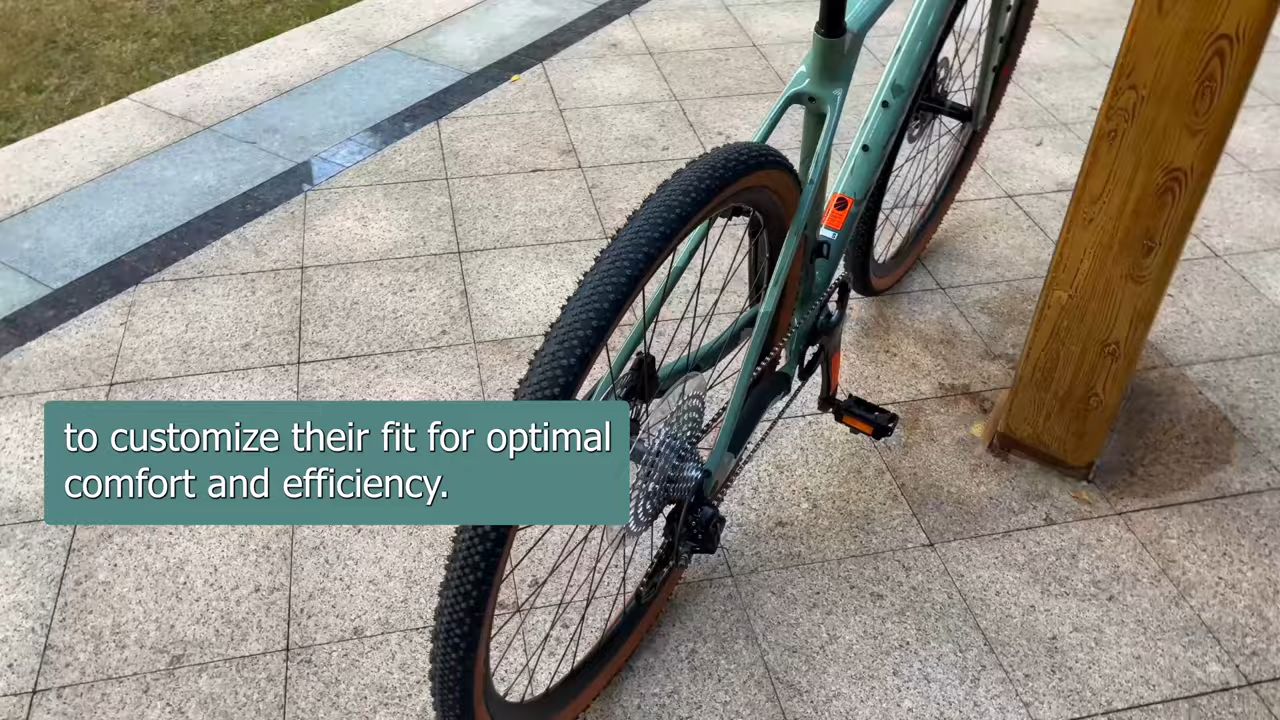 to customize their fit for optimal
comfort and efficiency.